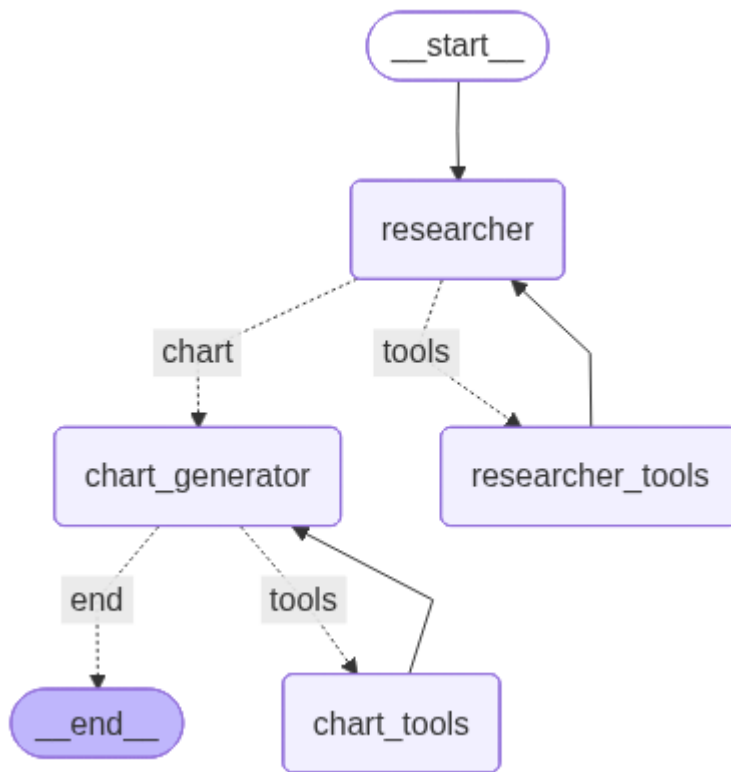 __start__
researcher
chart
tools
chart_generator
researcher_tools
end
tools
__end__
chart_tools